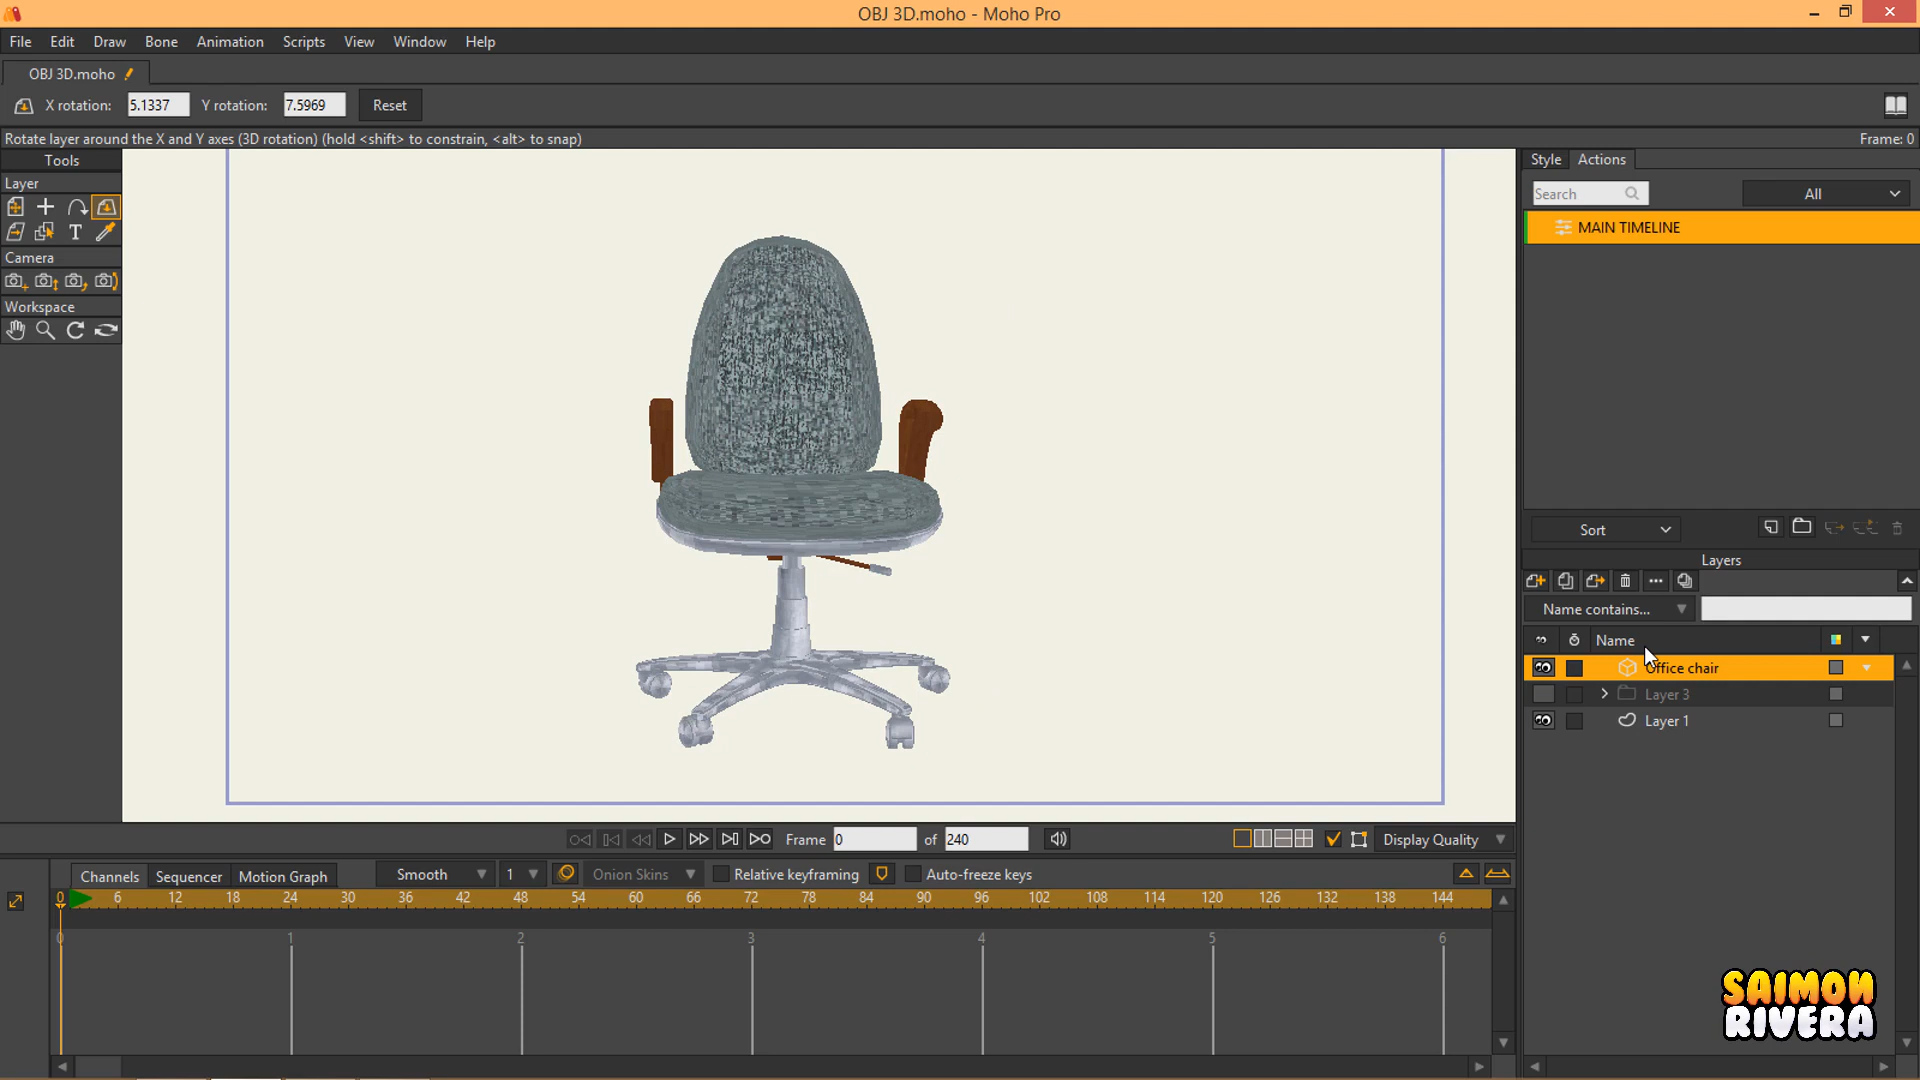 OBJ 3D.moho - Moho Pro
File Edit Draw Bone Animation Scripts View Window Help
OBJ 3D.moho
X rotation: 5.1337 Y rotation: 7.5969 Reset
Rotate layer around the X and Y axes (3D rotation) (hold <shift> to constrain, <alt> to snap) Frame: 0
Tools
Layer
T
Camera
Workspace
Style Actions
Search All
MAIN TIMELINE
Sort
Layers
Name contains...
Name
Office chair
Layer 3
Layer 1
Frame 0 of 240 Display Quality
Channels Sequencer Motion Graph Smooth 1 Onion Skins Relative keyframing Auto-freeze keys
0 6 12 18 24 30 36 42 48 54 60 66 72 78 84 90 96 102 108 114 120 126 132 138 144
0 1 2 3 4 5 6
SAIMON
RIVERA